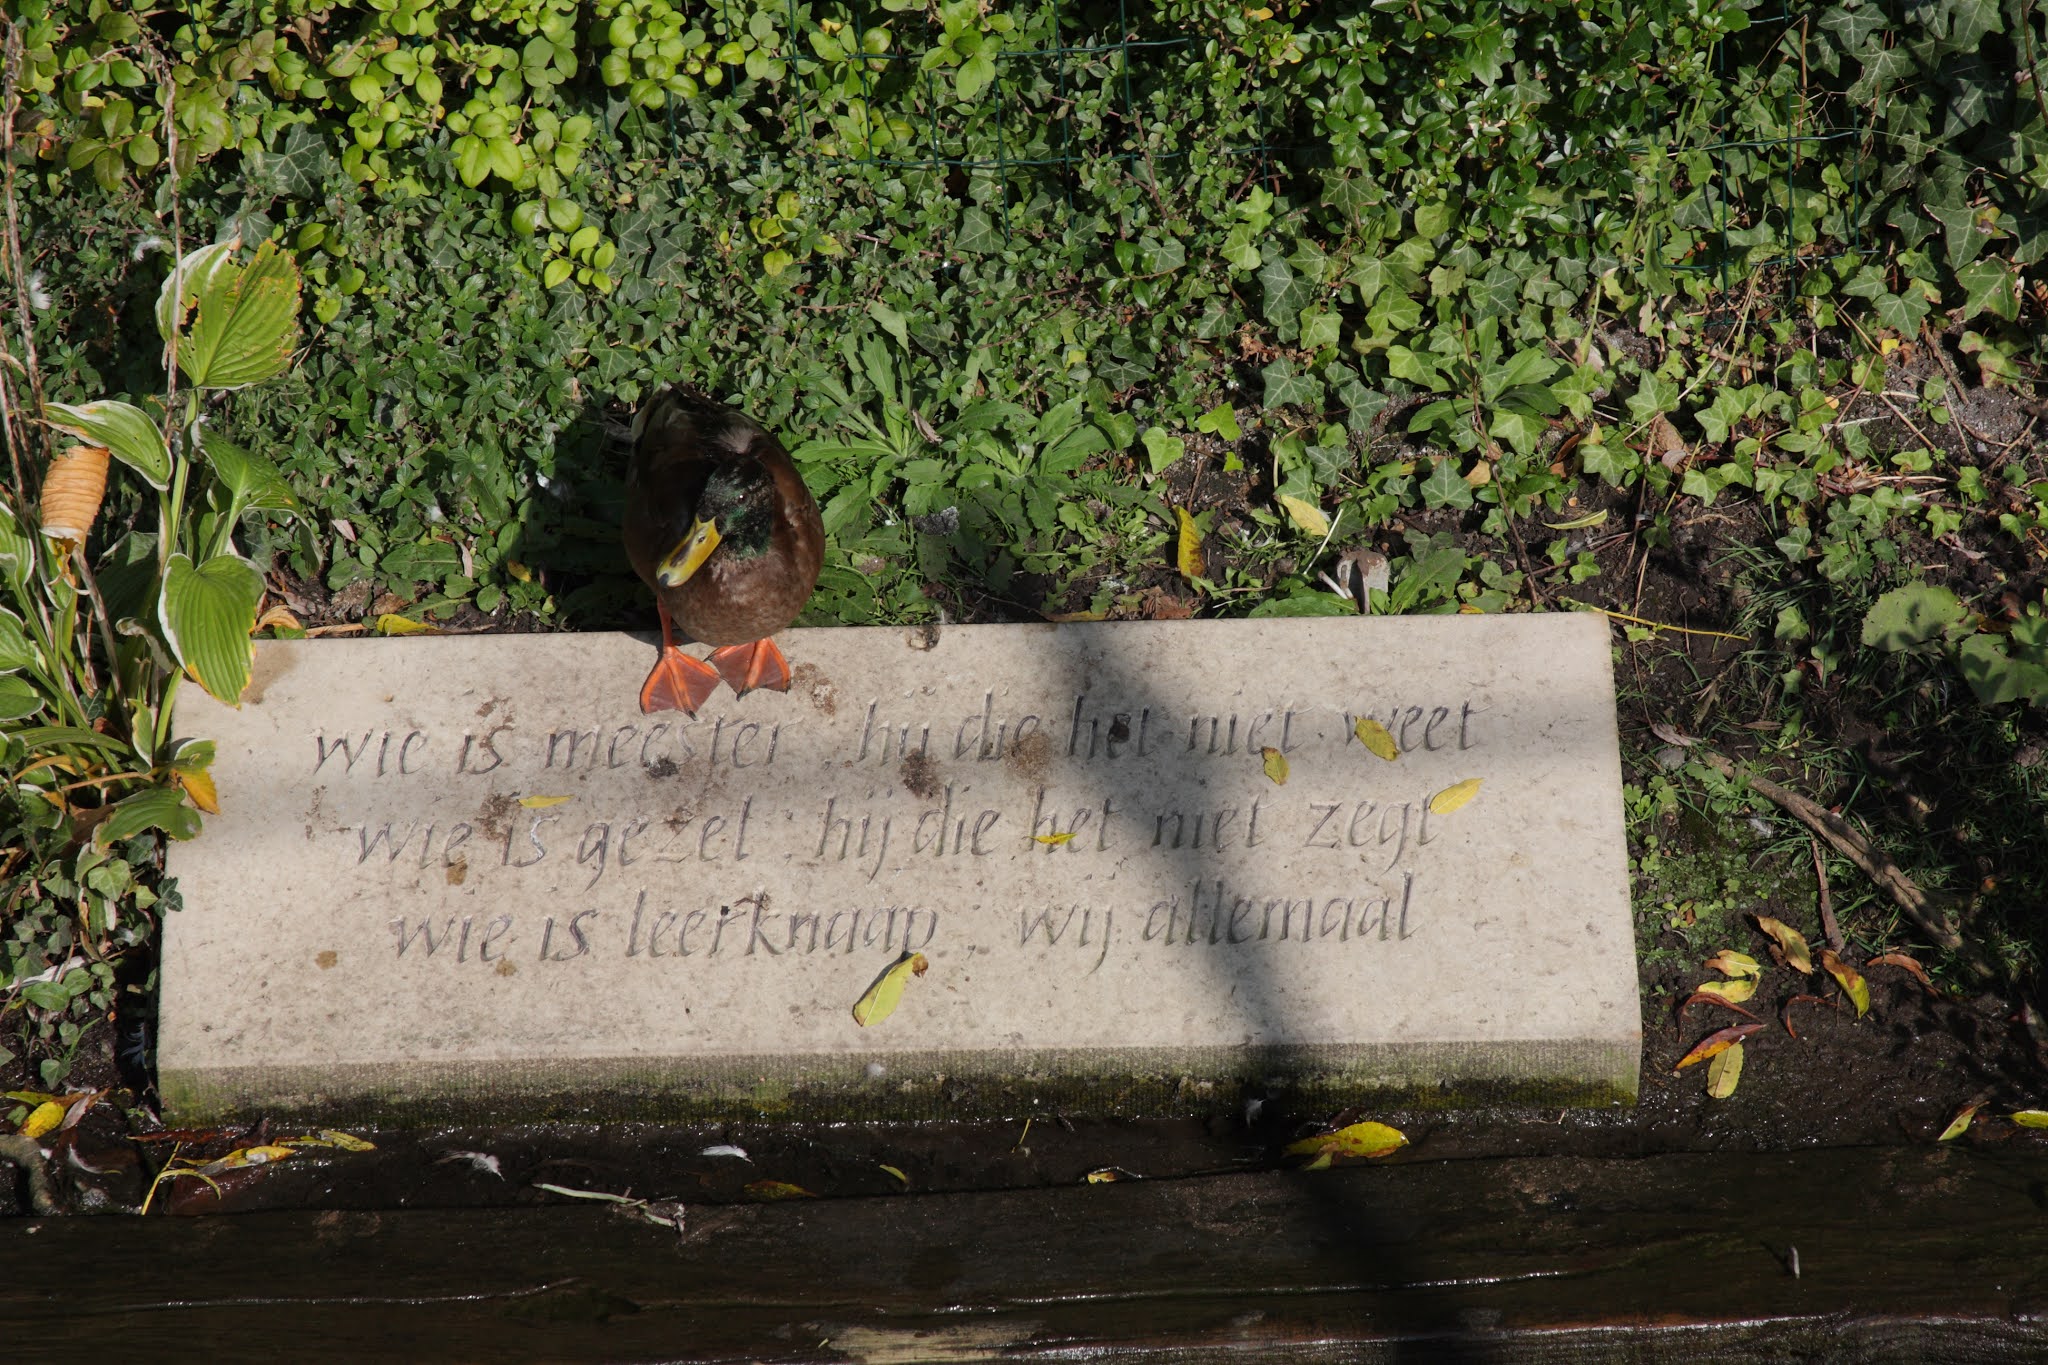 wie is meester, hij die het niet weet
wie is gezel: hij die het niet zegt
wie is leerknaap, wij allemaal